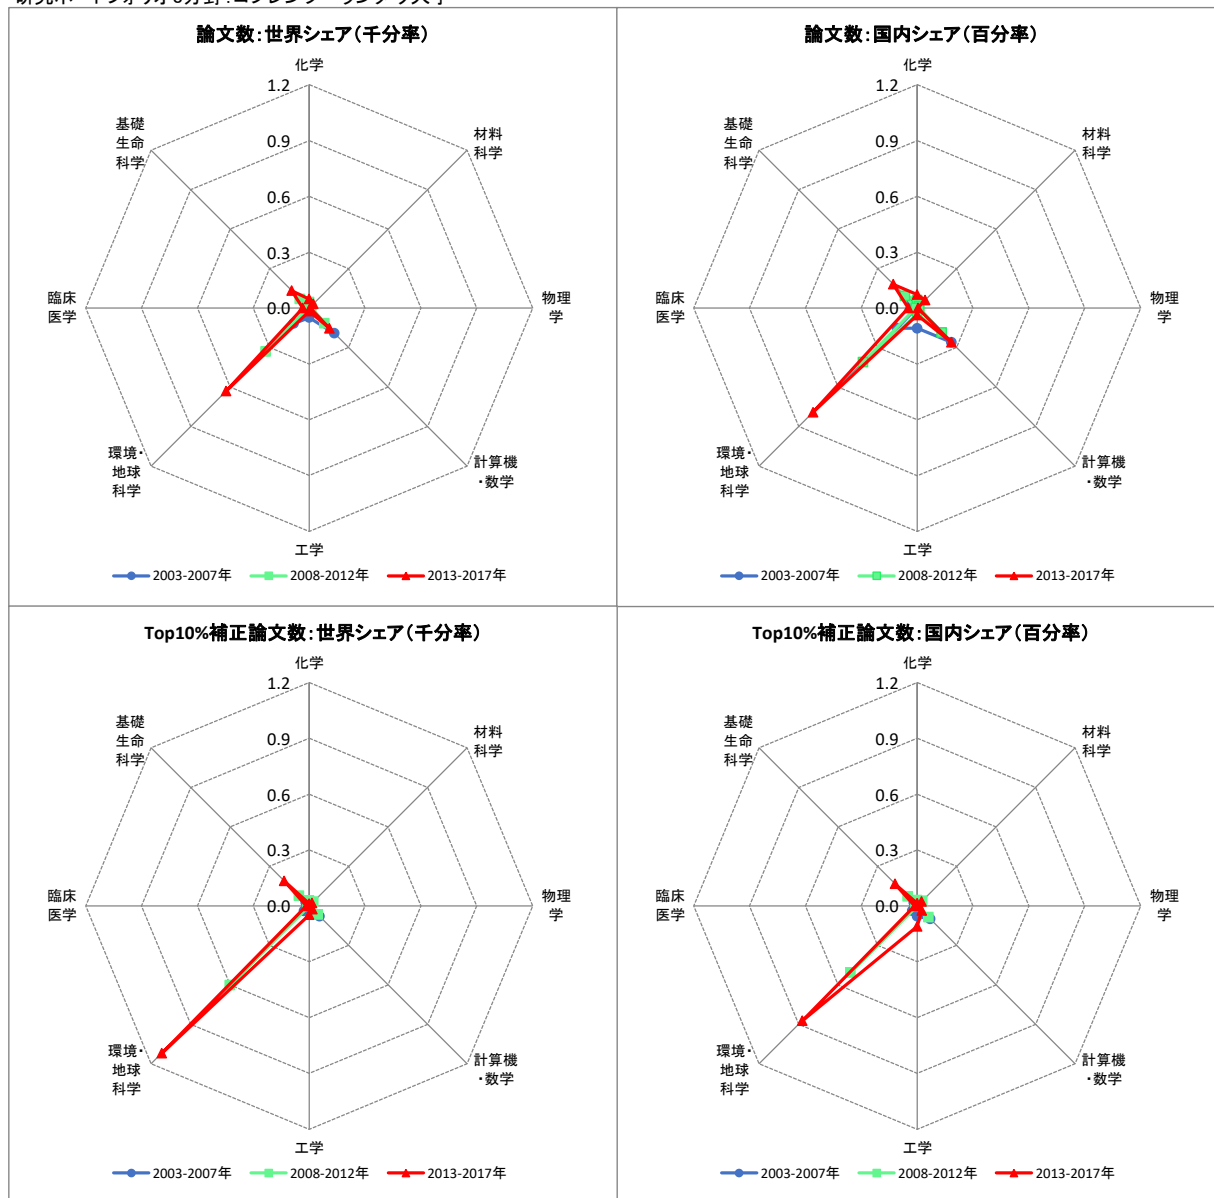 論文数：世界シェア（千分率）
化学
1.2
0.9
0.6
0.3
0.0
材料
科学
物理
学
計算機
・数学
工学
環境・
地球
科学
臨床
医学
基礎
生命
科学
2003-2007年 2008-2012年 2013-2017年
論文数：国内シェア（百分率）
化学
1.2
0.9
0.6
0.3
0.0
材料
科学
物理
学
計算機
・数学
工学
環境・
地球
科学
臨床
医学
基礎
生命
科学
2003-2007年 2008-2012年 2013-2017年
Top10%補正論文数：世界シェア（千分率）
化学
1.2
0.9
0.6
0.3
0.0
材料
科学
物理
学
計算機
・数学
工学
環境・
地球
科学
臨床
医学
基礎
生命
科学
2003-2007年 2008-2012年 2013-2017年
Top10%補正論文数：国内シェア（百分率）
化学
1.2
0.9
0.6
0.3
0.0
材料
科学
物理
学
計算機
・数学
工学
環境・
地球
科学
臨床
医学
基礎
生命
科学
2003-2007年 2008-2012年 2013-2017年